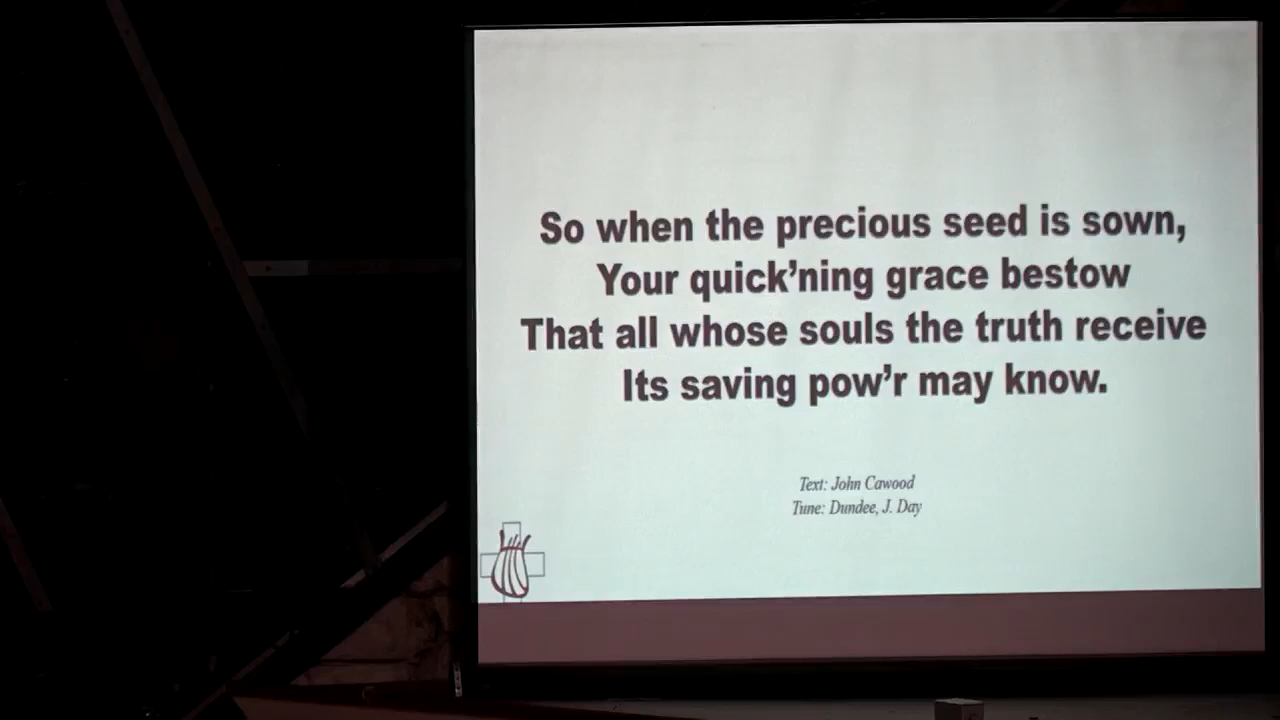 So when the precious seed is sown,
Your quick’ning grace bestow
That all whose souls the truth receive
Its saving pow’r may know.
Text: John Cawood
Tune: Dundee, J. Day